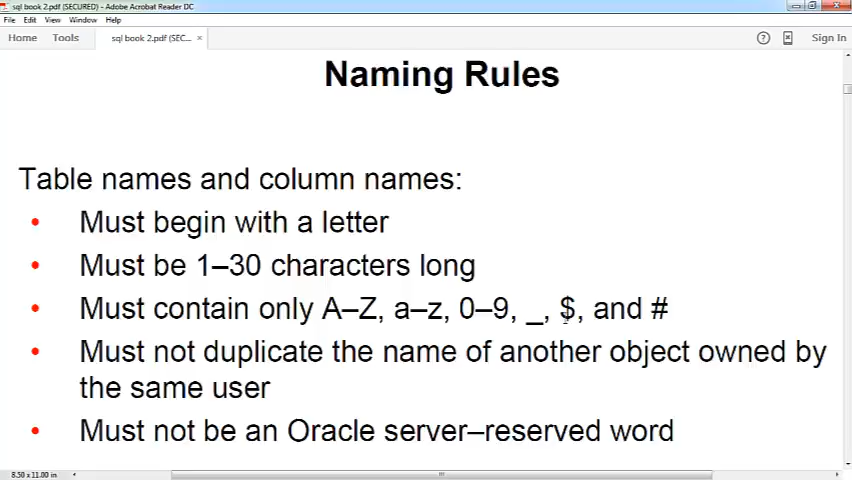 sql book 2.pdf (SECURED) - Adobe Acrobat Reader DC
File Edit View Window Help
Home Tools sql book 2.pdf (SEC... × ? Sign In
Naming Rules
Table names and column names:
• Must begin with a letter
• Must be 1–30 characters long
• Must contain only A–Z, a–z, 0–9, _, $, and #
• Must not duplicate the name of another object owned by
the same user
• Must not be an Oracle server–reserved word
8.50 x 11.00 in